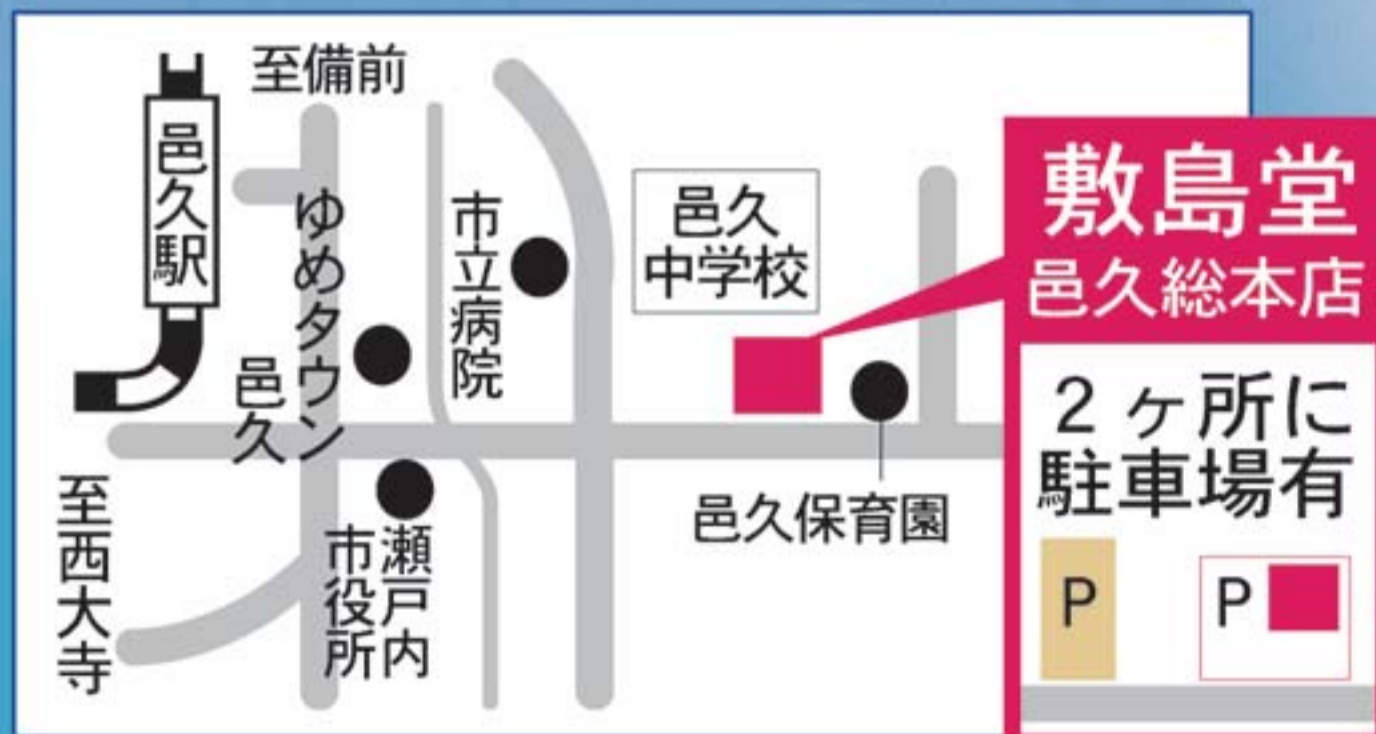 至備前
邑久駅
ゆめタウン
邑久
市立病院
邑久
中学校
敷島堂
邑久総本店
2ヶ所に
駐車場有
P
P
邑久保育園
瀬戸内
市役所
至西大寺